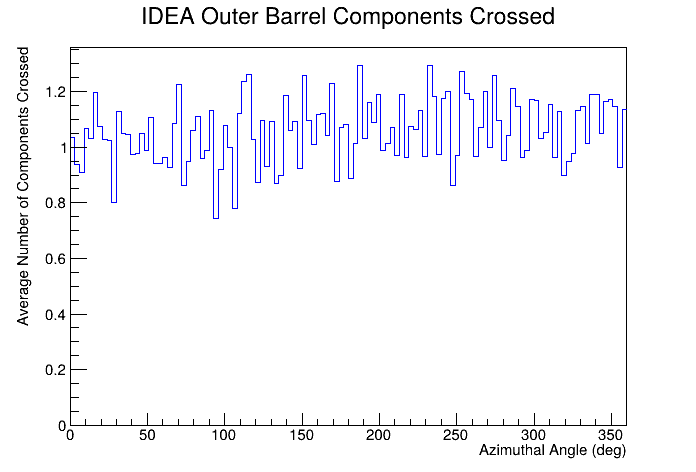 IDEA Outer Barrel Components Crossed
Average Number of Components Crossed
1.2
1
0.8
0.6
0.4
0.2
0
0 50 100 150 200 250 300 350
Azimuthal Angle (deg)